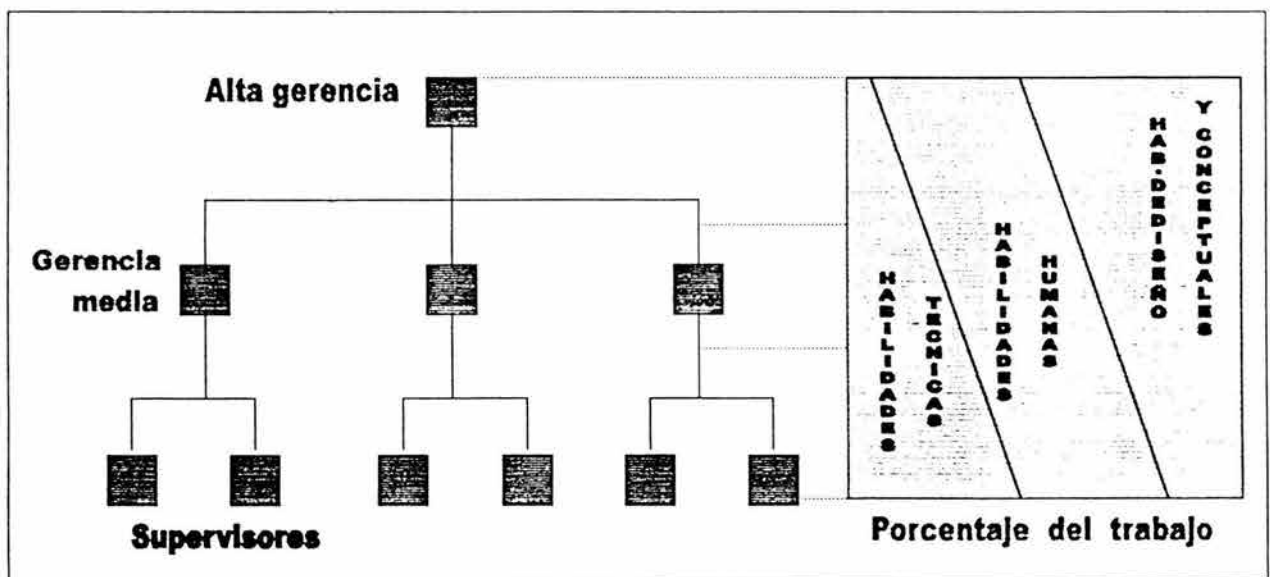 Alta gerencia
Gerencia
media
Supervisores
HABILIDADES
TECNICAS
HABILIDADES
HUMANAS
HAB.DEDISEÑO
Y CONCEPTUALES
Porcentaje del trabajo